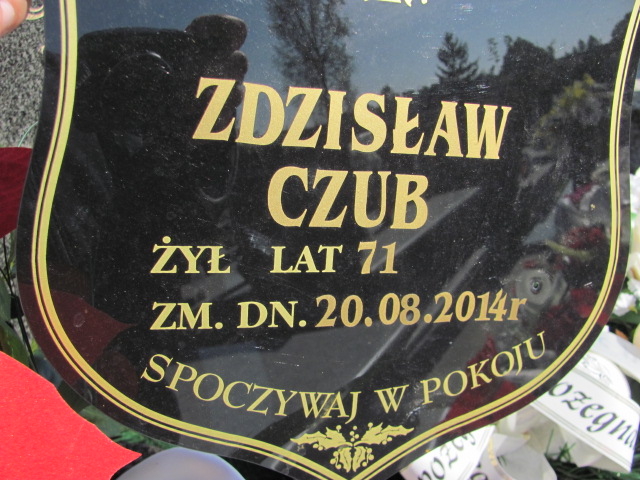 ZDZISŁAW
CZUB
ŻYŁ LAT 71
ZM. DN. 20.08.2014r
SPOCZYWAJ W POKOJU